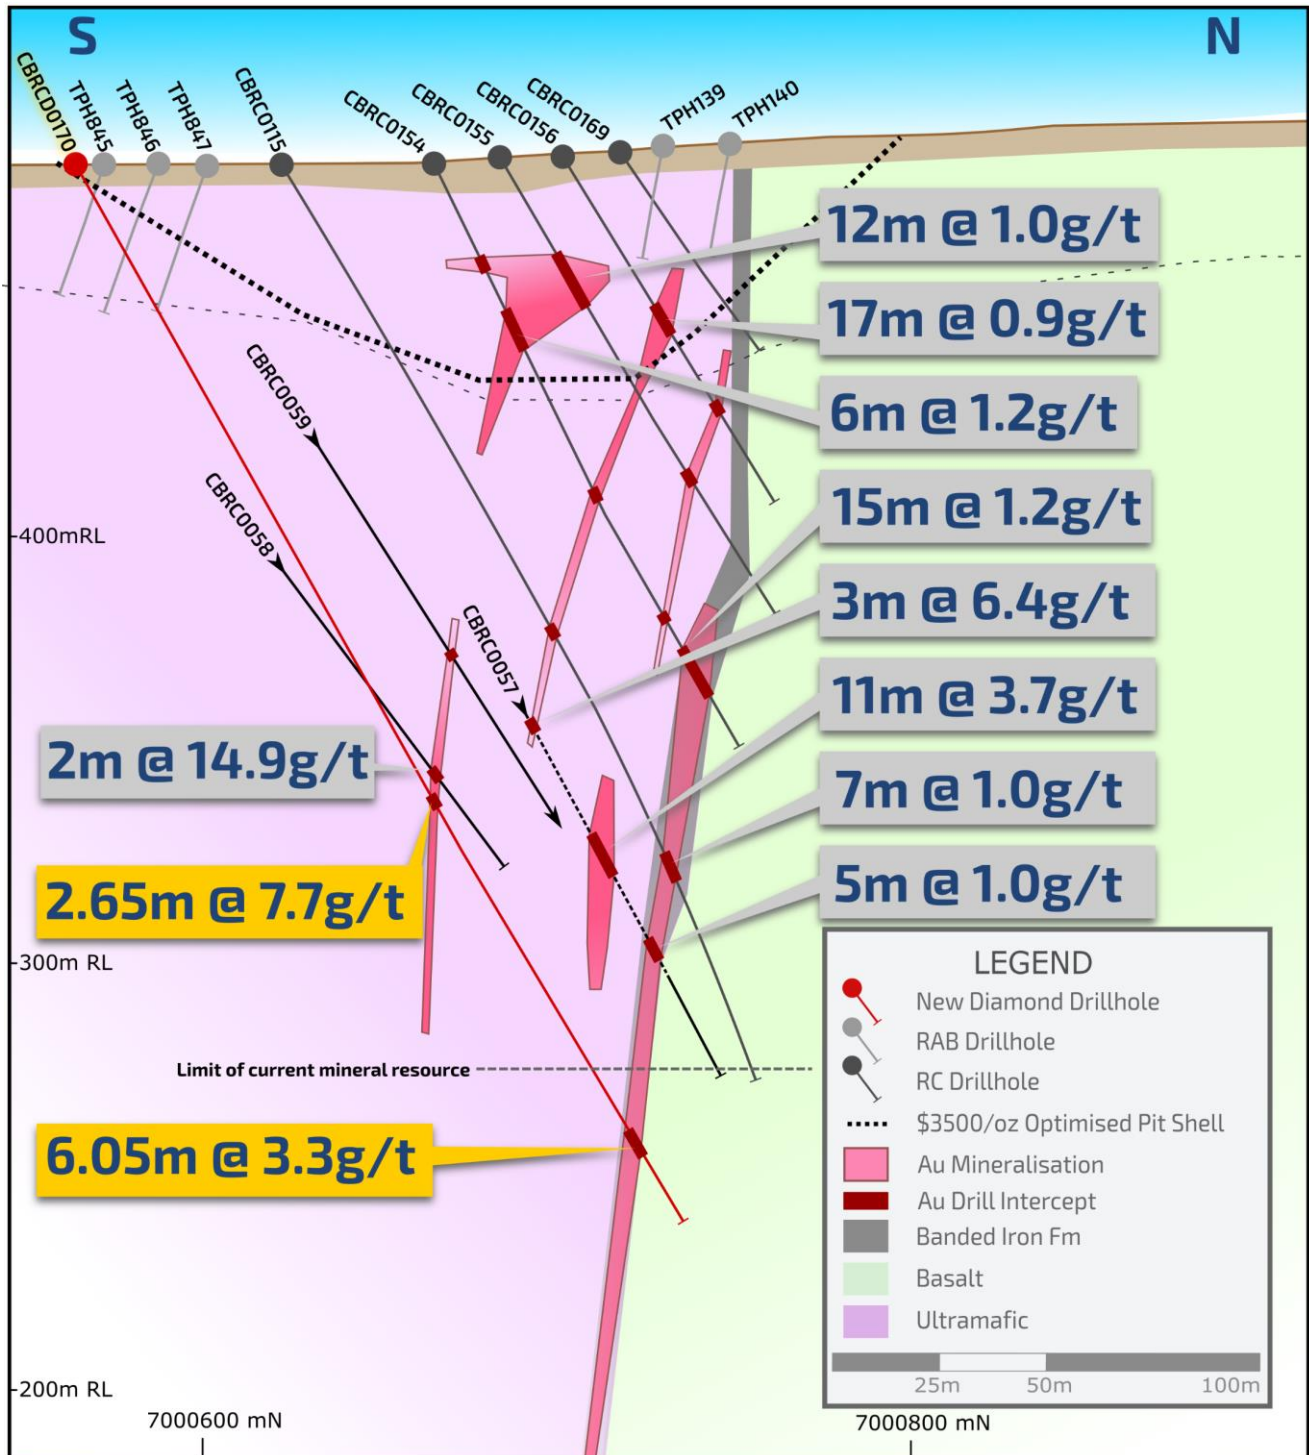 S
N
CBRCD0170
TPH845
TPH846
TPH847
CBRC0115
CBRC0154
CBRC0155
CBRC0156
CBRC0169
TPH139
TPH140
12m @ 1.0g/t
17m @ 0.9g/t
6m @ 1.2g/t
15m @ 1.2g/t
3m @ 6.4g/t
11m @ 3.7g/t
7m @ 1.0g/t
5m @ 1.0g/t
CBRC0059
CBRC0058
CBRC0057
400mRL
2m @ 14.9g/t
2.65m @ 7.7g/t
300m RL
Limit of current mineral resource
6.05m @ 3.3g/t
200m RL
7000600 mN
7000800 mN
LEGEND
New Diamond Drillhole
RAB Drillhole
RC Drillhole
$3500/oz Optimised Pit Shell
Au Mineralisation
Au Drill Intercept
Banded Iron Fm
Basalt
Ultramafic
25m 50m 100m